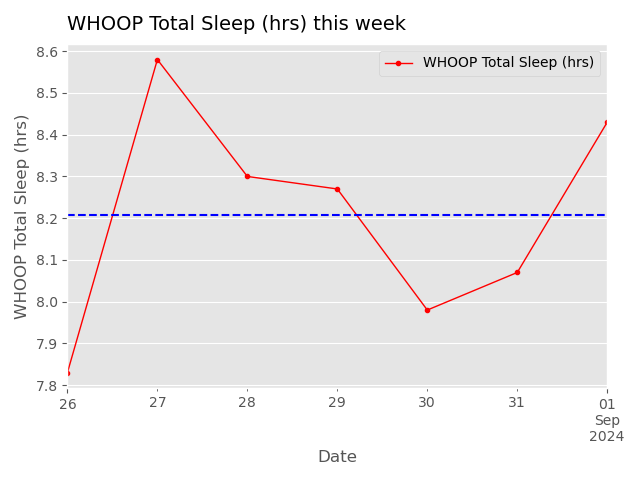 WHOOP Total Sleep (hrs) this week
WHOOP Total Sleep (hrs)
8.6
8.5
8.4
8.3
8.2
8.1
8.0
7.9
7.8
WHOOP Total Sleep (hrs)
26 27 28 29 30 31 01
Sep
2024
Date